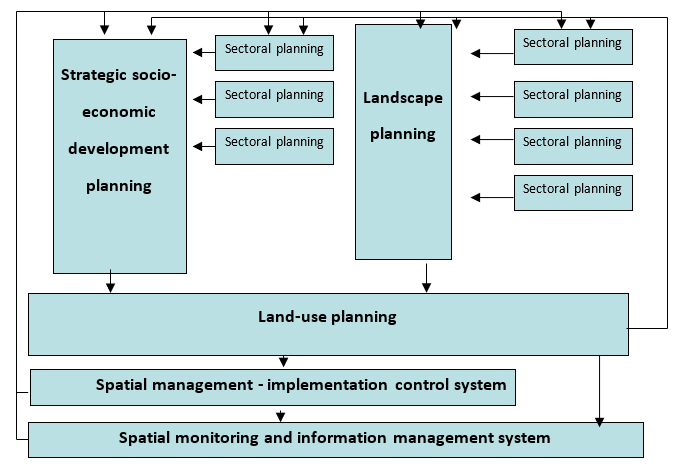 Strategic socio-
economic
development
planning
Sectoral planning
Sectoral planning
Sectoral planning
Landscape
planning
Sectoral planning
Sectoral planning
Sectoral planning
Sectoral planning
Land-use planning
Spatial management - implementation control system
Spatial monitoring and information management system